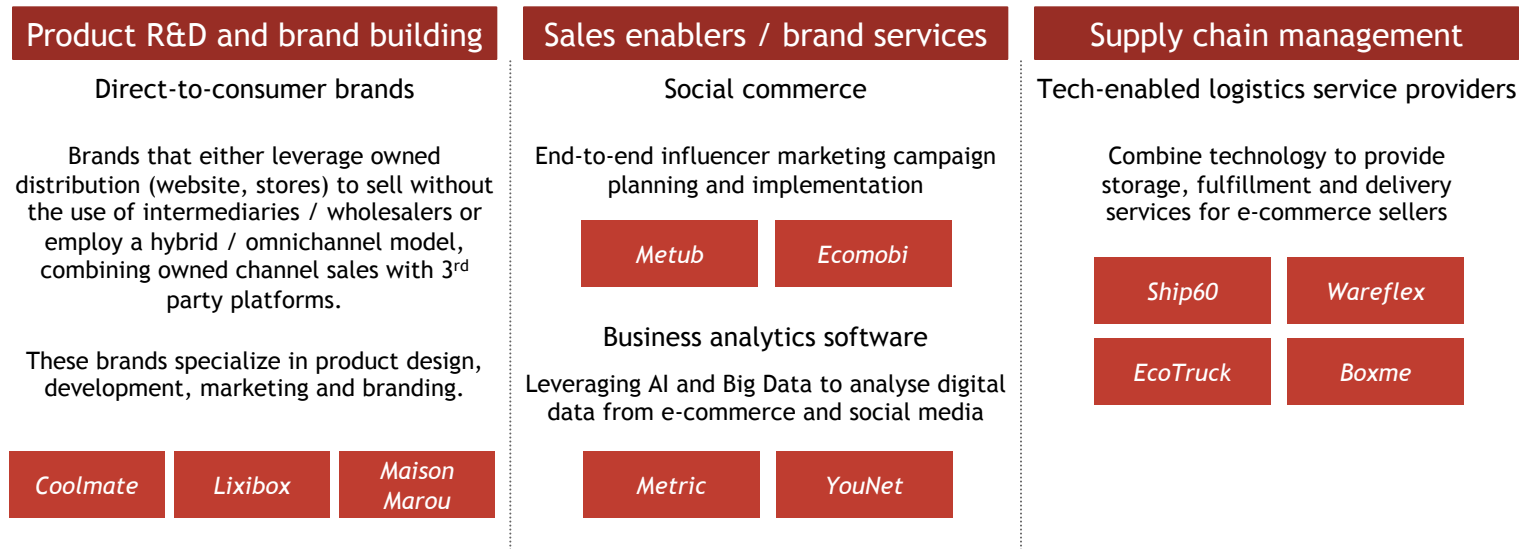 Product R&D and brand building
Direct-to-consumer brands
Brands that either leverage owned
distribution (website, stores) to sell without
the use of intermediaries / wholesalers or
employ a hybrid / omnichannel model,
combining owned channel sales with 3rd
party platforms.
These brands specialize in product design,
development, marketing and branding.
Coolmate
Lixibox
Maison
Marou
Sales enablers / brand services
Social commerce
End-to-end influencer marketing campaign
planning and implementation
Metub
Ecomobi
Business analytics software
Leveraging AI and Big Data to analyse digital
data from e-commerce and social media
Metric
YouNet
Supply chain management
Tech-enabled logistics service providers
Combine technology to provide
storage, fulfillment and delivery
services for e-commerce sellers
Ship60
Wareflex
EcoTruck
Boxme